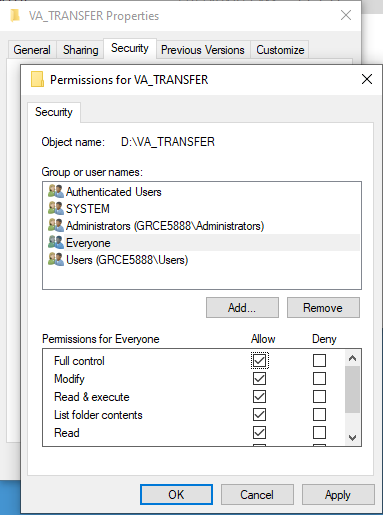 VA_TRANSFER Properties
General
Sharing
Security
Previous Versions
Customize
Permissions for VA_TRANSFER
Security
Object name: D:\VA_TRANSFER
Group or user names:
Authenticated Users
SYSTEM
Administrators (GRCE5888\Administrators)
Everyone
Users (GRCE5888\Users)
Add...
Remove
Permissions for Everyone
Allow
Deny
Full control
Modify
Read & execute
List folder contents
Read
OK
Cancel
Apply